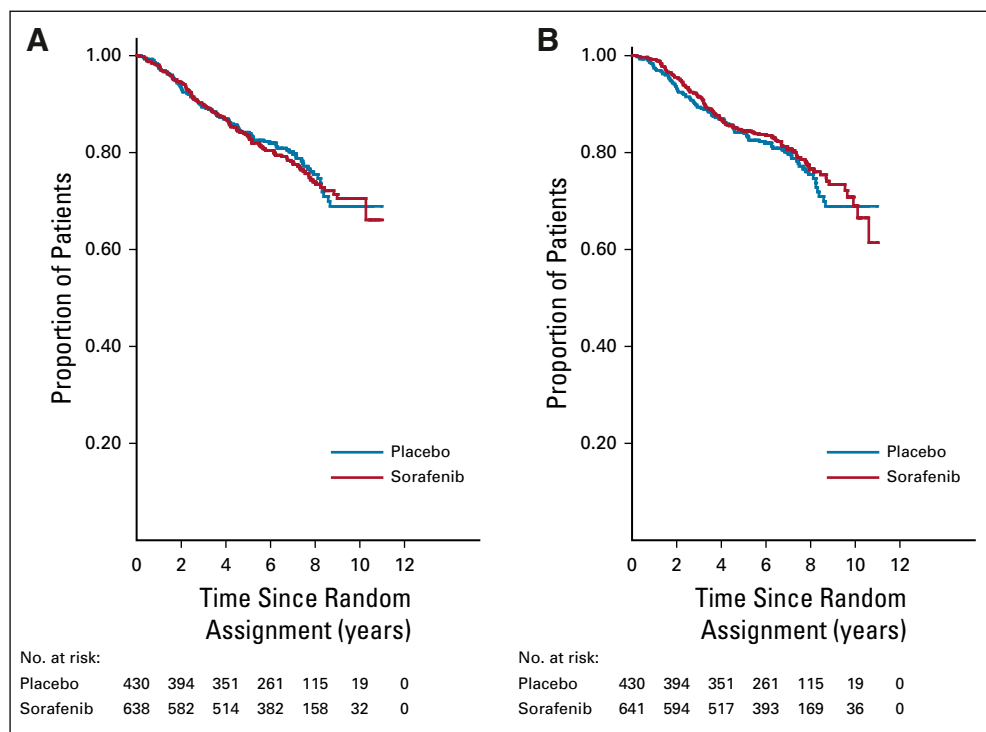 A
1.00
0.80
0.60
0.40
0.20
Proportion of Patients
Placebo
Sorafenib
0 2 4 6 8 10 12
Time Since Random
Assignment (years)
No. at risk:
Placebo 430 394 351 261 115 19 0
Sorafenib 638 582 514 382 158 32 0
B
1.00
0.80
0.60
0.40
0.20
Proportion of Patients
Placebo
Sorafenib
0 2 4 6 8 10 12
Time Since Random
Assignment (years)
No. at risk:
Placebo 430 394 351 261 115 19 0
Sorafenib 641 594 517 393 169 36 0